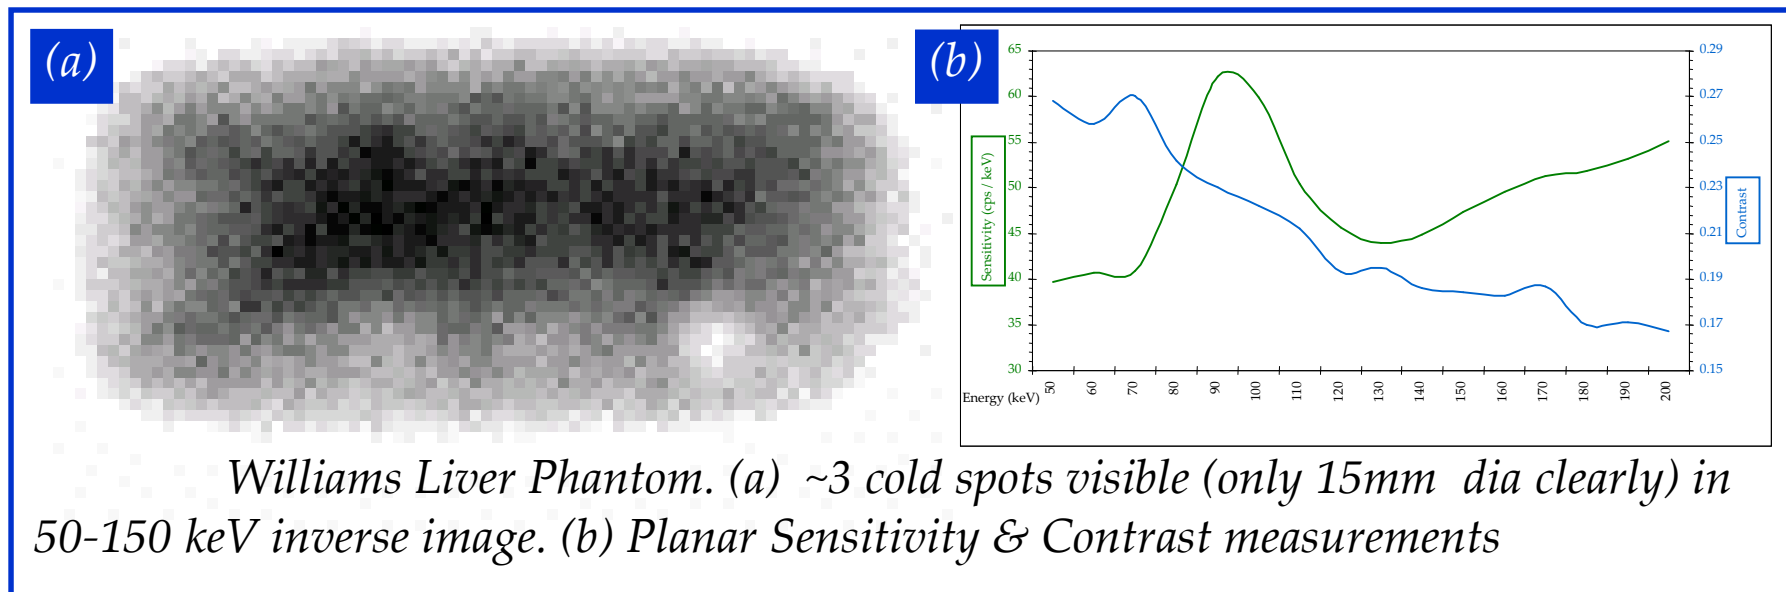 (a)
(b)
65
60
55
50
45
40
35
30
Sensitivity (cps / keV)
0.29
0.27
0.25
0.23
0.21
0.19
0.17
0.15
Contrast
Energy (keV)
50 60 70 80 90 100 110 120 130 140 150 160 170 180 190 200
Williams Liver Phantom. (a) ~3 cold spots visible (only 15mm dia clearly) in
50-150 keV inverse image. (b) Planar Sensitivity & Contrast measurements